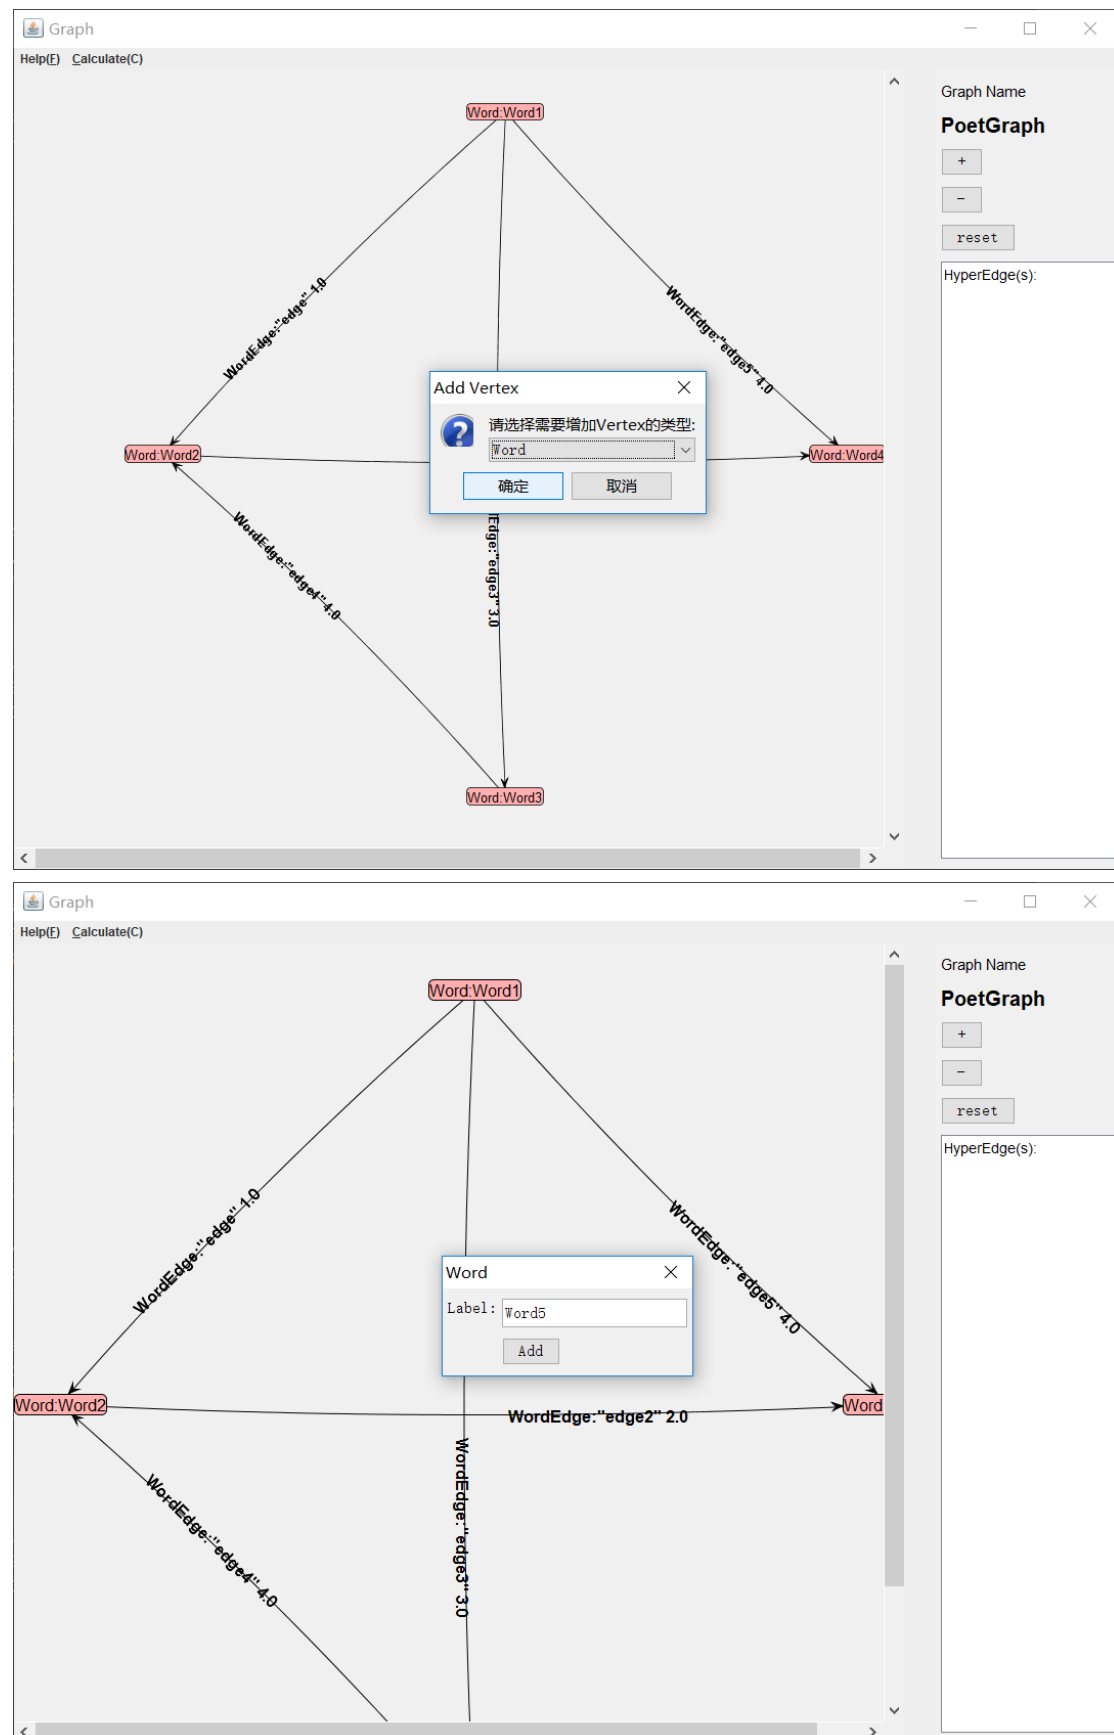 Graph
Help(F) Calculate(C)
Graph Name
PoetGraph
+
-
reset
HyperEdge(s):
Word:Word1
WordEdge:"edge" 1.0
WordEdge:"edge5" 4.0
Add Vertex
请选择需要增加Vertex的类型:
Word
确定 取消
Word:Word2
Word:Word4
WordEdge:"edge4" 4.0
dEdge:"edge3" 3.0
Word:Word3
Graph
Help(F) Calculate(C)
Graph Name
PoetGraph
+
-
reset
HyperEdge(s):
Word:Word1
WordEdge:"edge" 1.0
WordEdge:"edge5" 4.0
Word
Label: Word5
Add
Word:Word2
Word
WordEdge:"edge2" 2.0
WordEdge:"edge3" 3.0
WordEdge:"edge4" 4.0